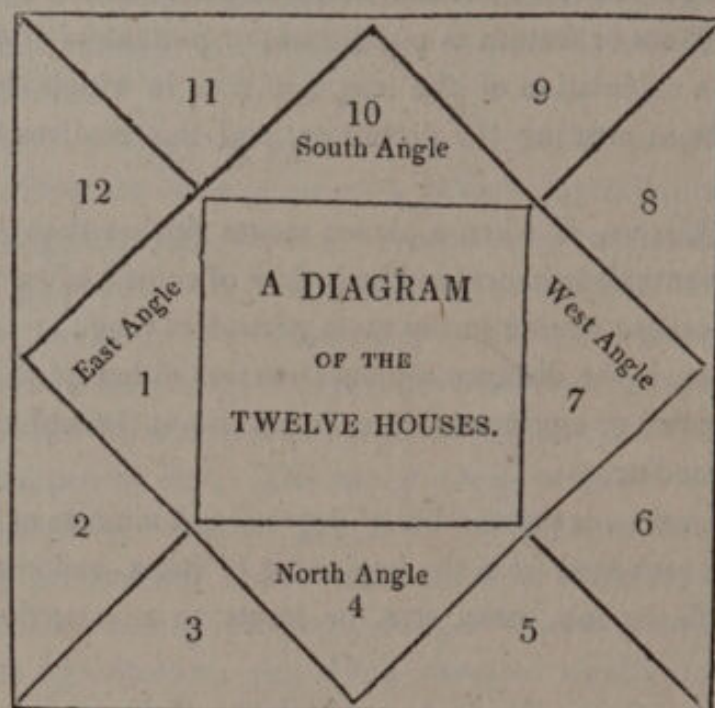 11
10
9
South Angle
12
8
A DIAGRAM
OF THE
TWELVE HOUSES.
East Angle
West Angle
1
7
2
6
North Angle
4
3
5